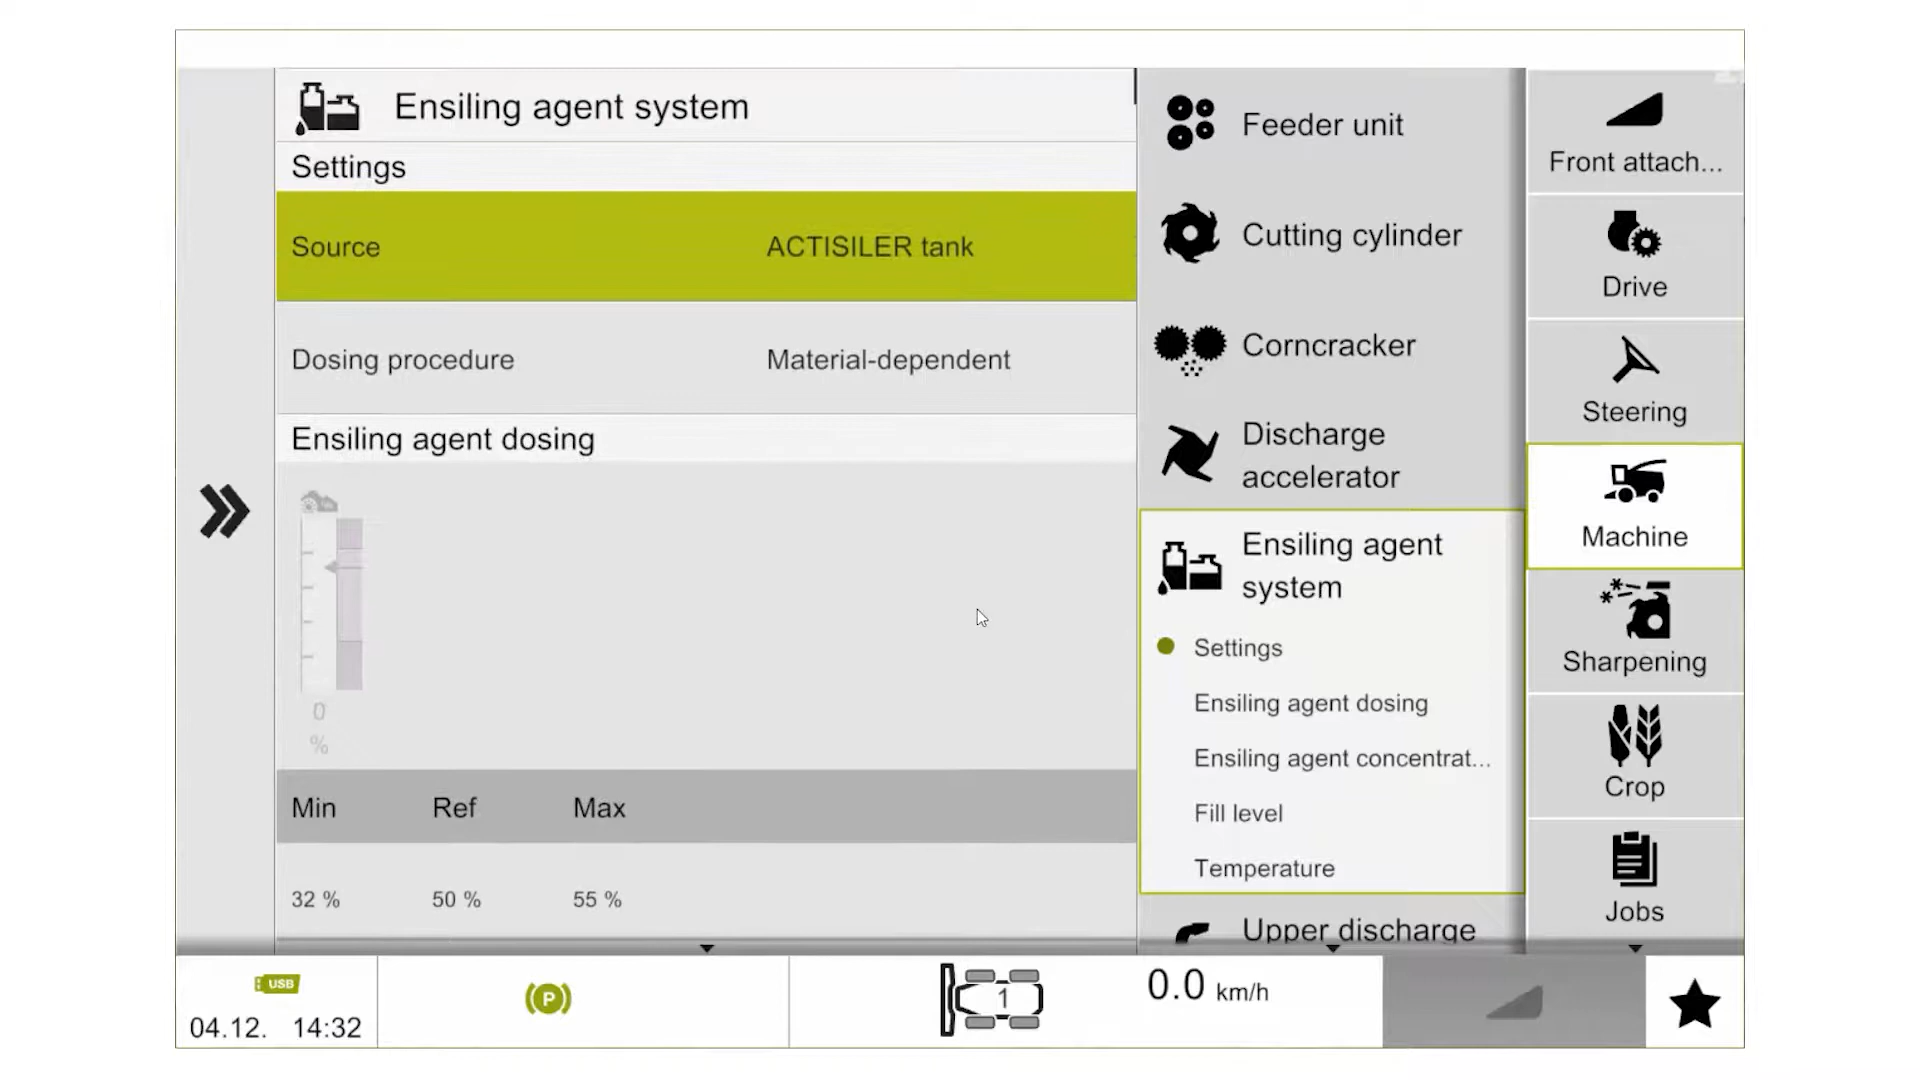 Ensiling agent system
Settings
Source ACTISILER tank
Dosing procedure Material-dependent
Ensiling agent dosing
0
%
Min Ref Max
32 % 50 % 55 %
Feeder unit
Cutting cylinder
Corncracker
Discharge
accelerator
Ensiling agent
system
Settings
Ensiling agent dosing
Ensiling agent concentrat...
Fill level
Temperature
Upper discharge
Front attach...
Drive
Steering
Machine
Sharpening
Crop
Jobs
USB
04.12. 14:32
P
1
0.0 km/h